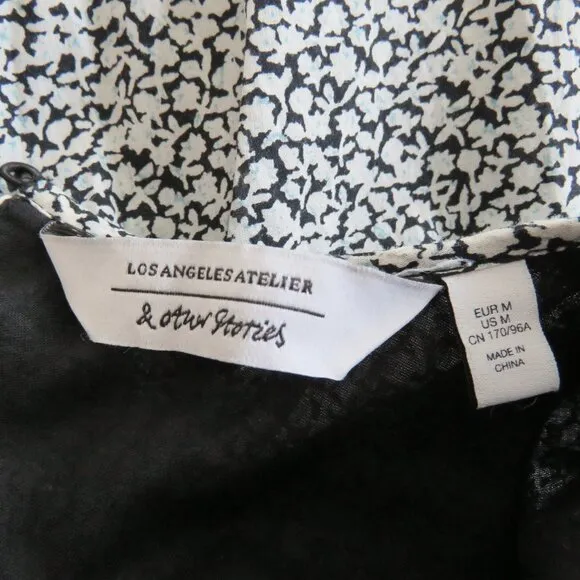 LOS ANGELES ATELIER
& other Stories
EUR M
US M
CN 170/96A
MADE IN
CHINA